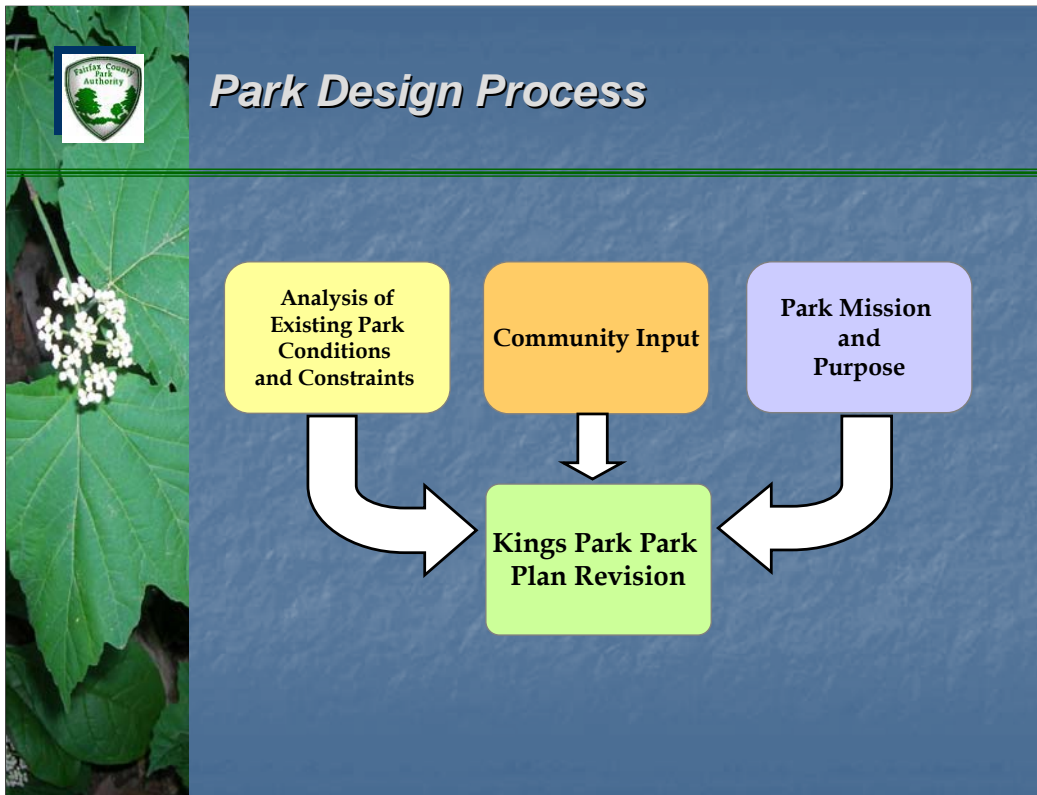 Fairfax County
Park
Authority
Park Design Process
Analysis of
Existing Park
Conditions
and Constraints
Community Input
Park Mission
and
Purpose
Kings Park Park
Plan Revision